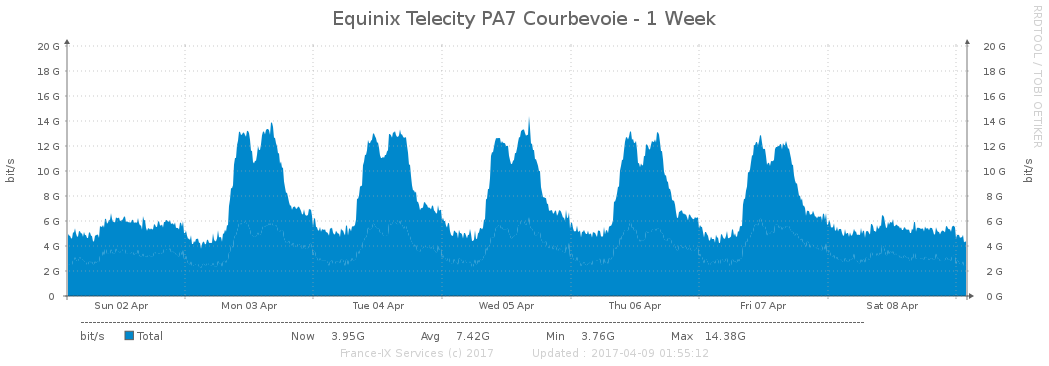 Equinix Telecity PA7 Courbevoie - 1 Week
RRDTOOL / TOBI OETIKER
bit/s
20 G
18 G
16 G
14 G
12 G
10 G
8 G
6 G
4 G
2 G
0
20 G
18 G
16 G
14 G
12 G
10 G
8 G
6 G
4 G
2 G
0 G
bit/s
Sun 02 Apr Mon 03 Apr Tue 04 Apr Wed 05 Apr Thu 06 Apr Fri 07 Apr Sat 08 Apr
bit/s Total Now 3.95G Avg 7.42G Min 3.76G Max 14.38G
France-IX Services (c) 2017 Updated : 2017-04-09 01:55:12